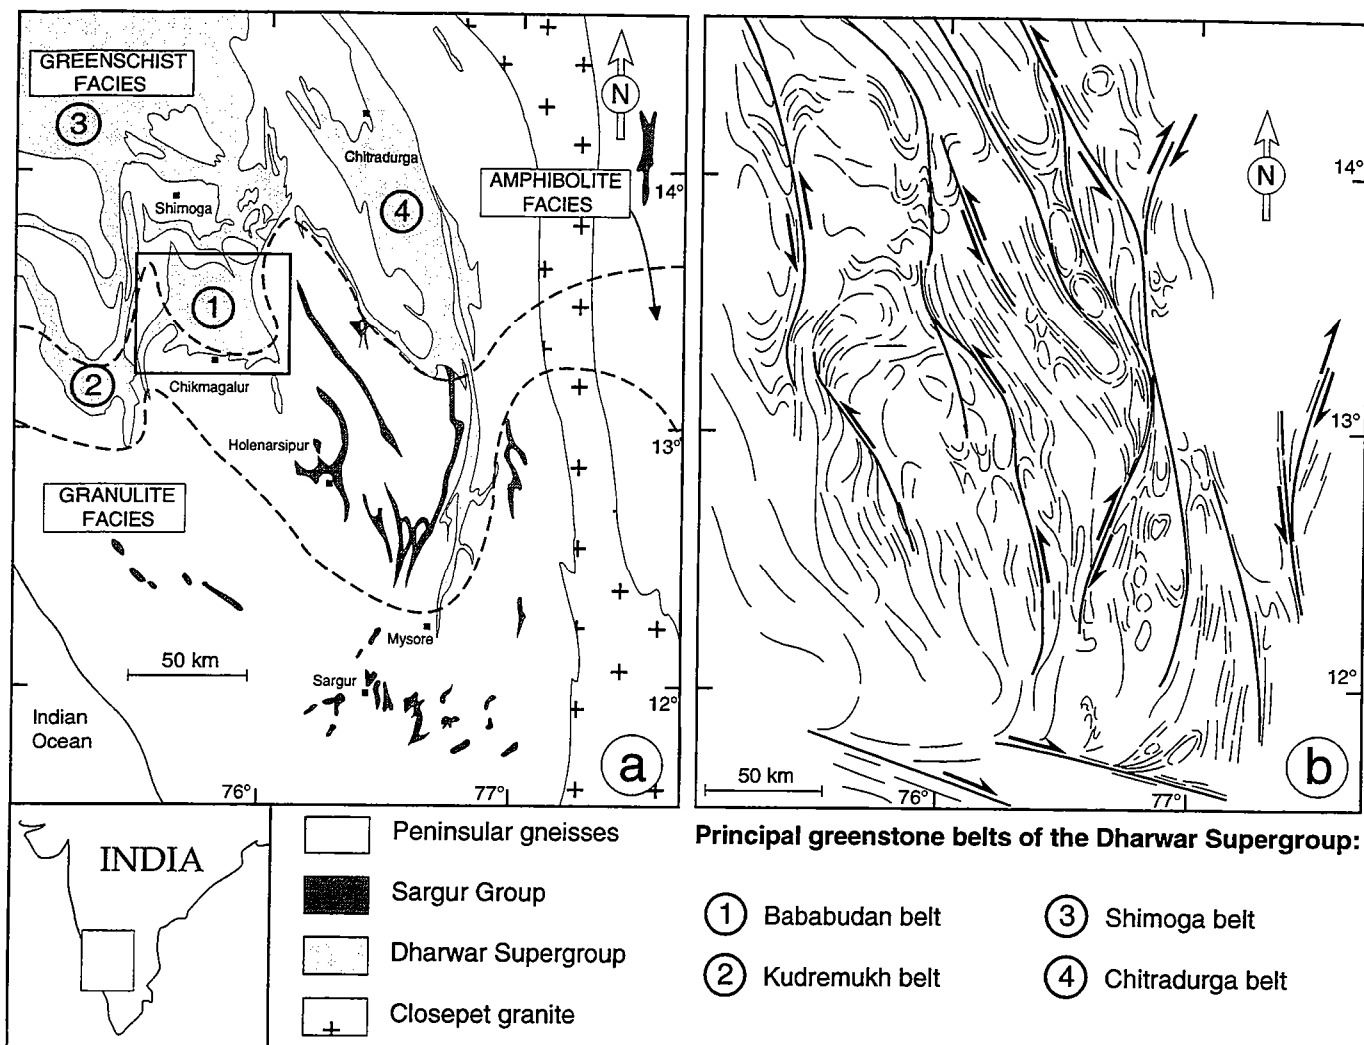 GREENSCHIST
FACIES
3
N
Chitradurga
AMPHIBOLITE
FACIES
14°
Shimoga
4
1
2
Chikmagalur
Holenarsipur
13°
GRANULITE
FACIES
Mysore
50 km
Sargur
12°
Indian
Ocean
a
76°
77°
N
14°
13°
12°
50 km
b
76°
77°
INDIA
Peninsular gneisses
Sargur Group
Dharwar Supergroup
Closepet granite
Principal greenstone belts of the Dharwar Supergroup:
1 Bababudan belt
2 Kudremukh belt
3 Shimoga belt
4 Chitradurga belt